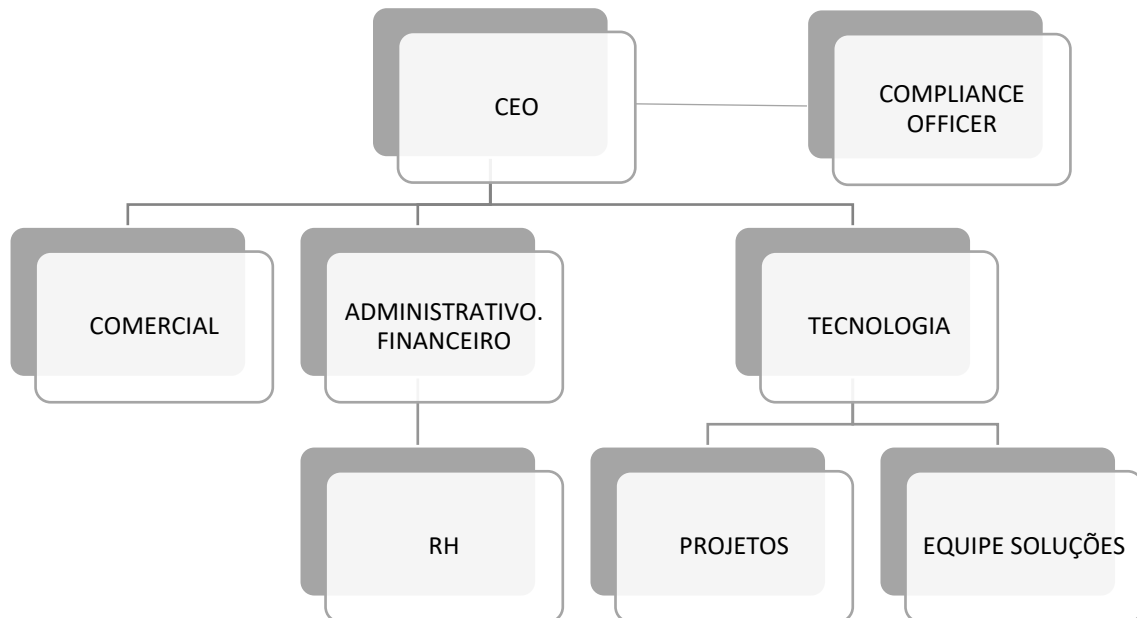 CEO
COMPLIANCE
OFFICER
COMERCIAL
ADMINISTRATIVO.
FINANCEIRO
TECNOLOGIA
RH
PROJETOS
EQUIPE SOLUÇÕES